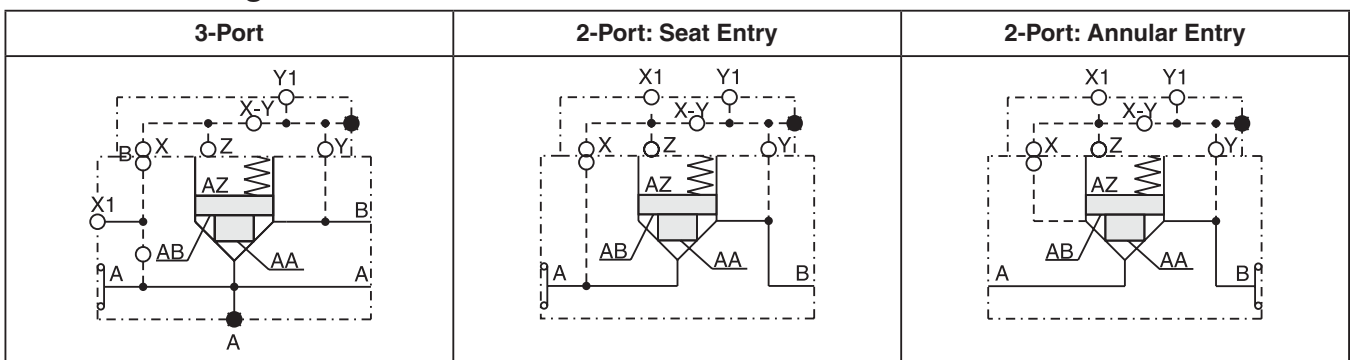 3-Port
2-Port: Seat Entry
2-Port: Annular Entry
Y1
X-Y
B
X
Z
Y
AZ
X1
B
AB
AA
A
A
A
X1
Y1
X-Y
X
Z
Y
AZ
AB
AA
A
B
X1
Y1
X-Y
X
Z
Y
AZ
AB
AA
A
B